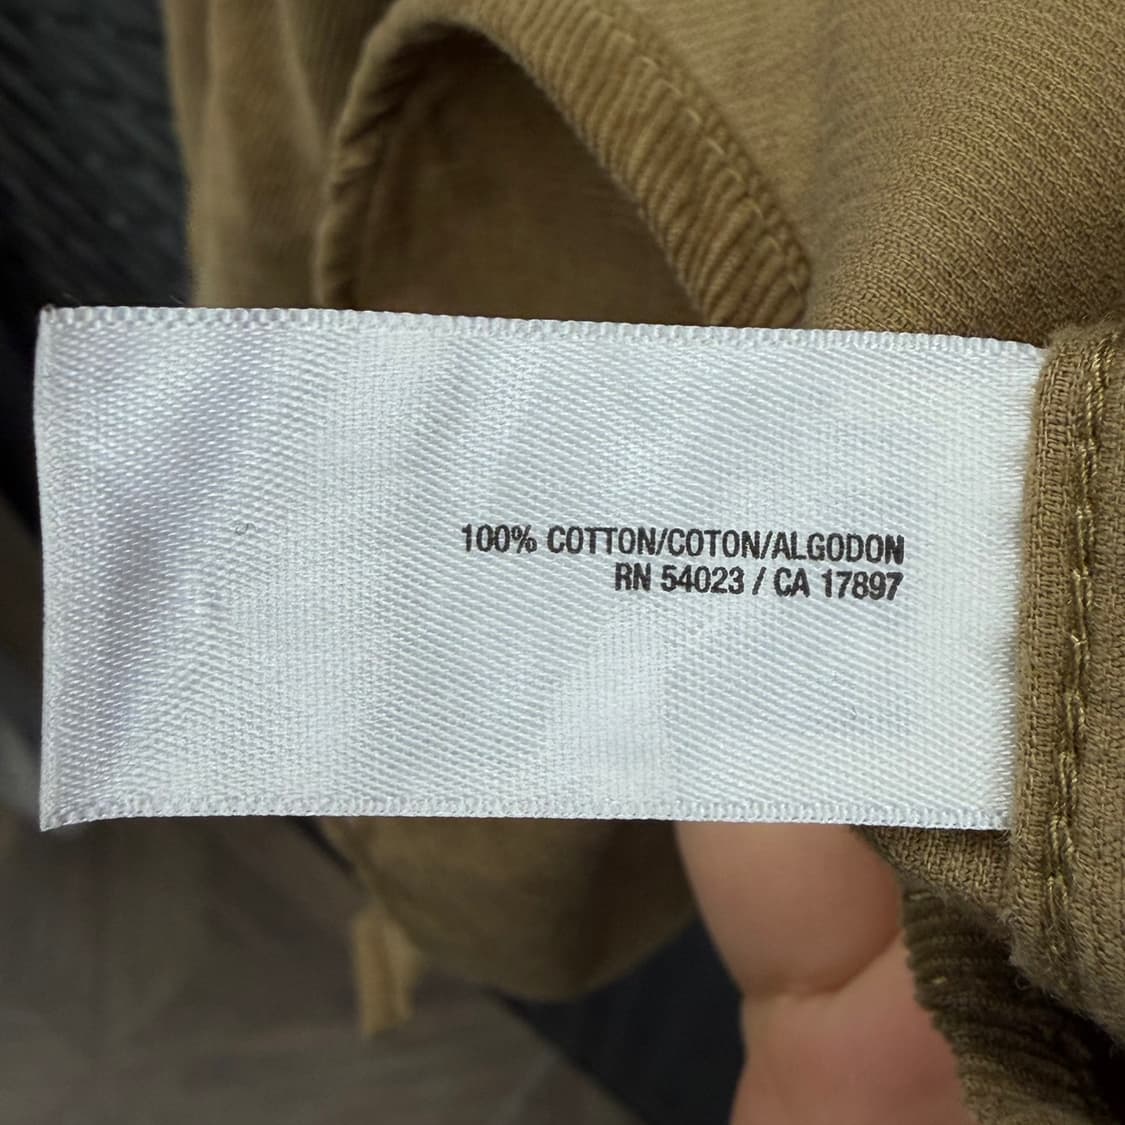 100% COTTON/COTON/ALGODON
RN 54023 / CA 17897